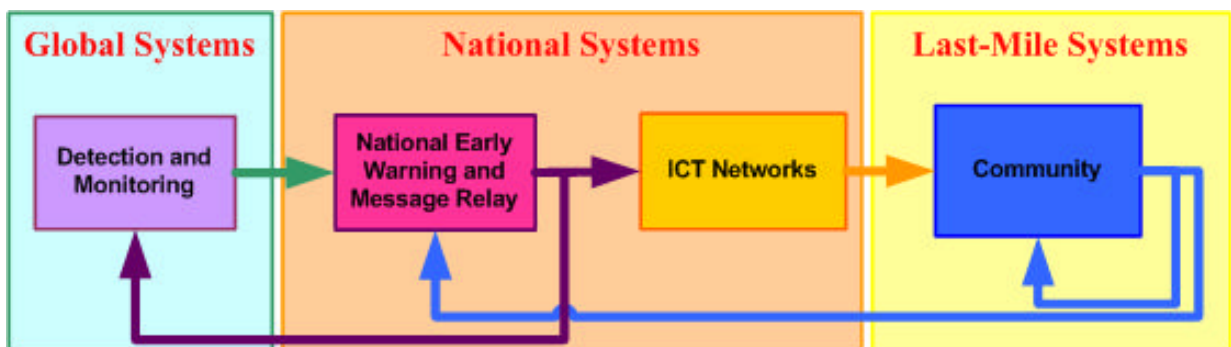 Global Systems
National Systems
Last-Mile Systems
Detection and
Monitoring
National Early
Warning and
Message Relay
ICT Networks
Community